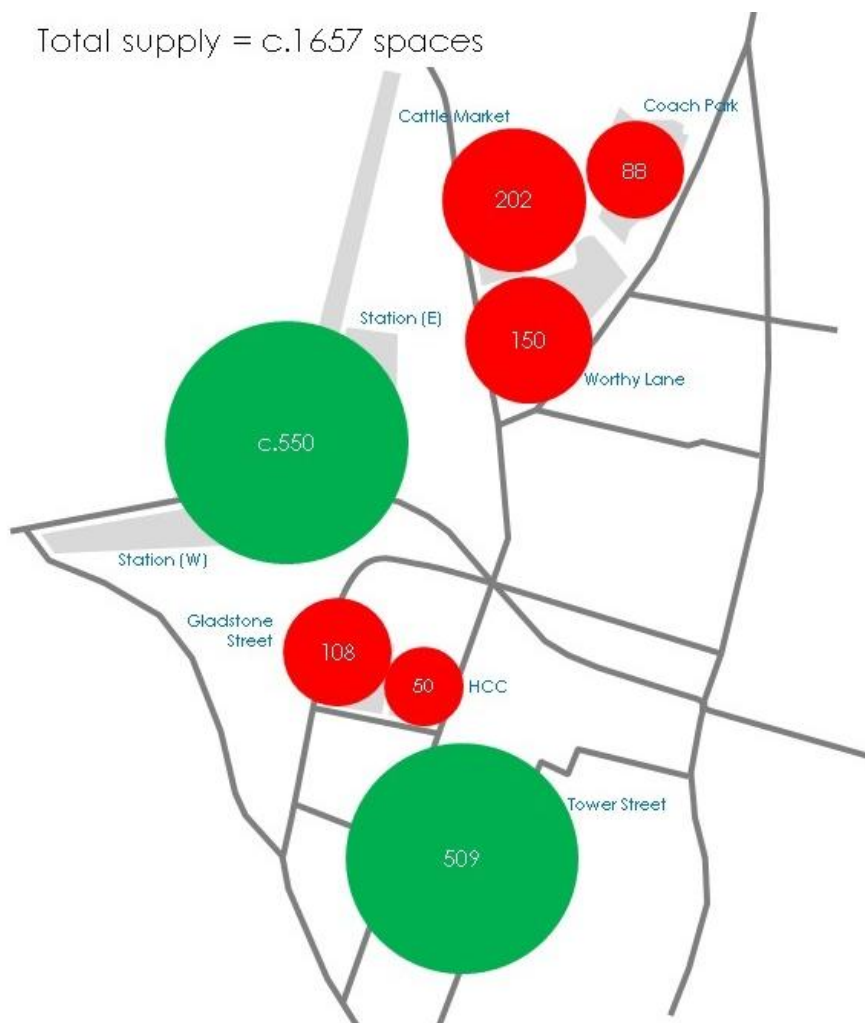 Total supply = c.1657 spaces
Coach Park
Cattle Market
88
202
Station (E)
150
Worthy Lane
c.550
Station (W)
Gladstone
Street
108
50
HCC
Tower Street
509